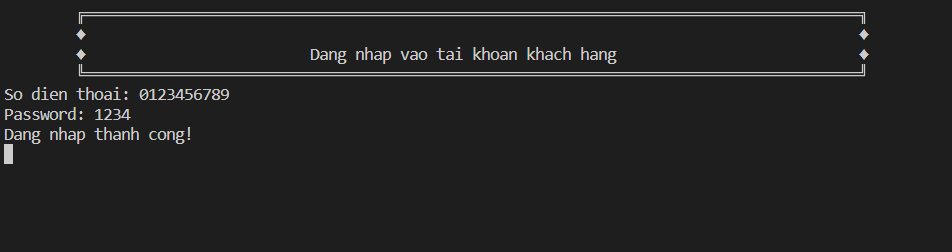 Dang nhap vao tai khoan khach hang
So dien thoai: 0123456789
Password: 1234
Dang nhap thanh cong!